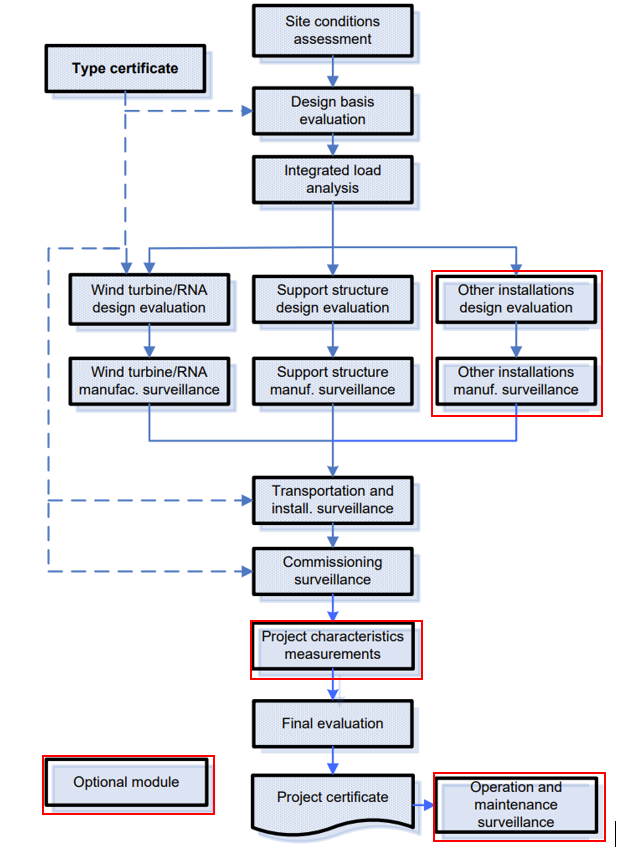 Site conditions
assessment
Type certificate
Design basis
evaluation
Integrated load
analysis
Wind turbine/RNA
design evaluation
Support structure
design evaluation
Other installations
design evaluation
Wind turbine/RNA
manufac. surveillance
Support structure
manuf. surveillance
Other installations
manuf. surveillance
Transportation and
install. surveillance
Commissioning
surveillance
Project characteristics
measurements
Final evaluation
Optional module
Project certificate
Operation and
maintenance
surveillance